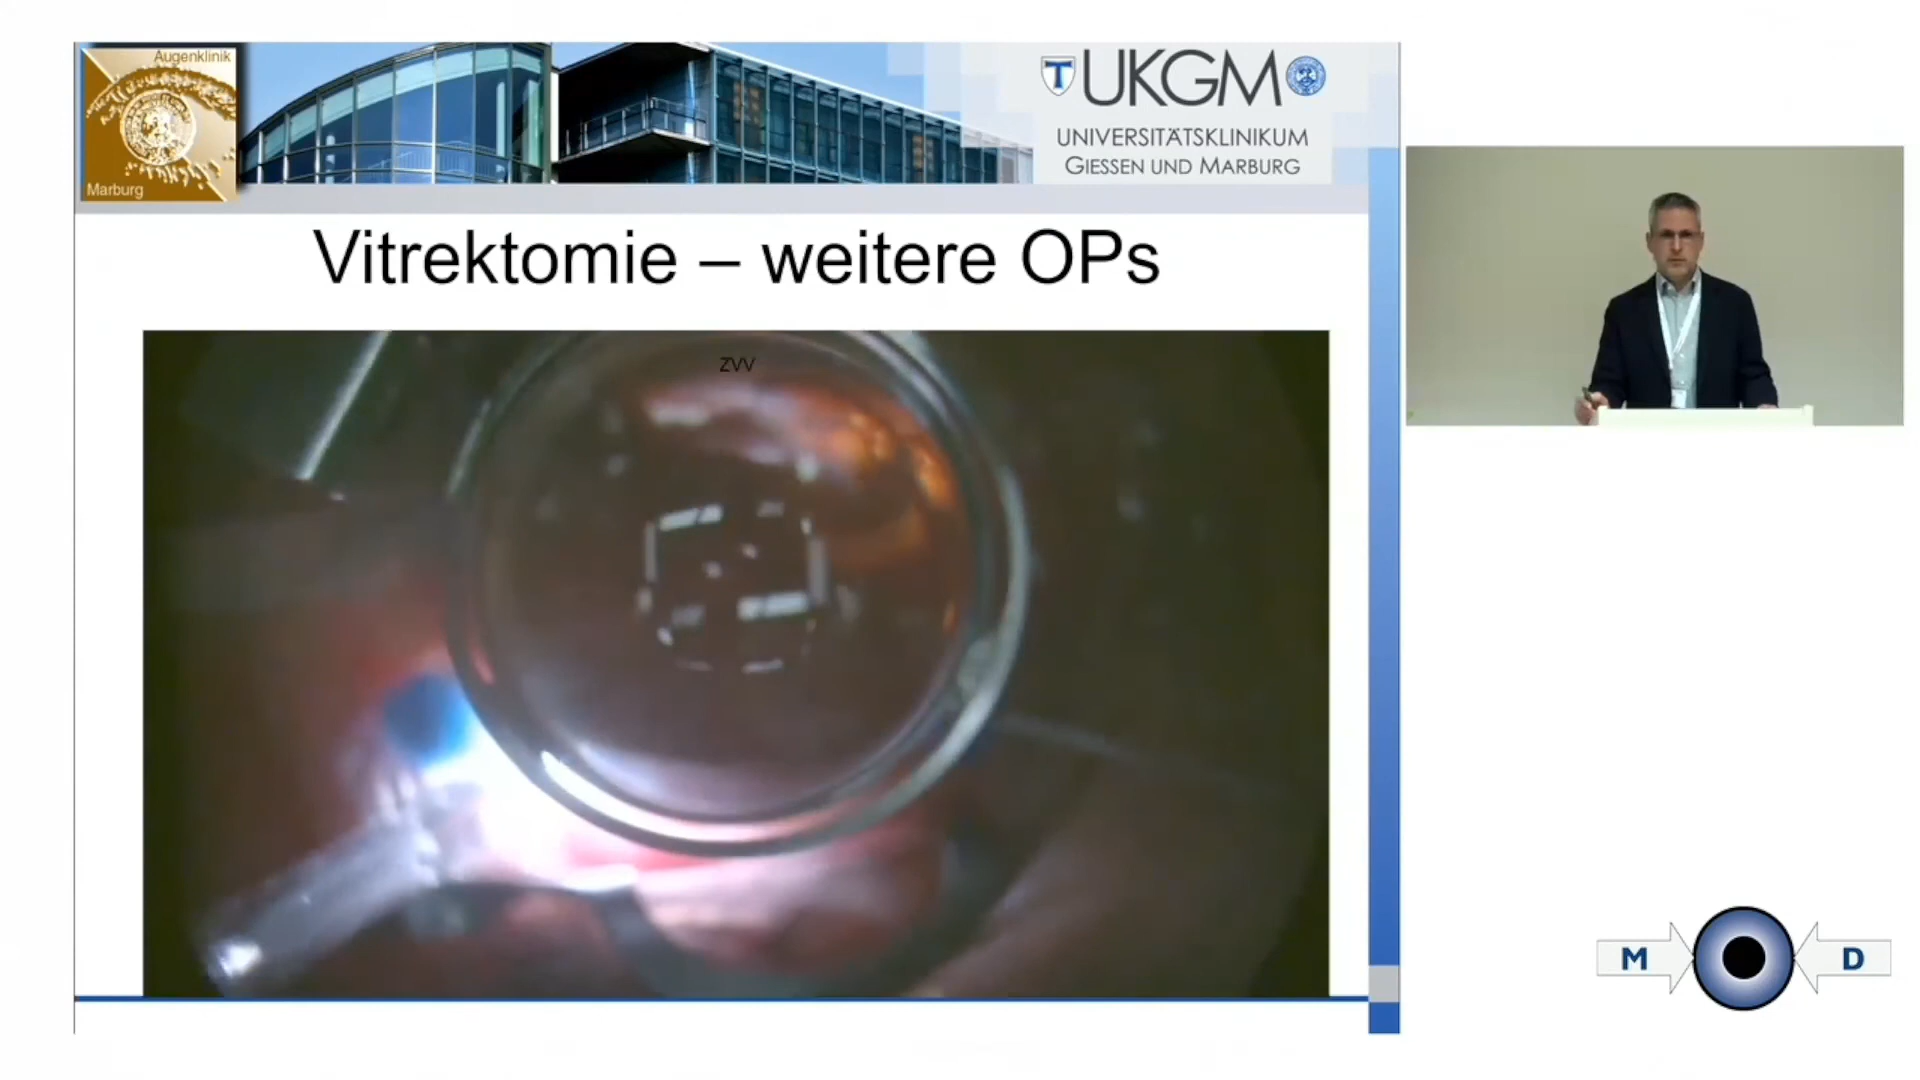 Augenklinik
Marburg
UKGM
UNIVERSITÄTSKLINIKUM
GIESSEN UND MARBURG
Vitrektomie – weitere OPs
ZVV
M
D